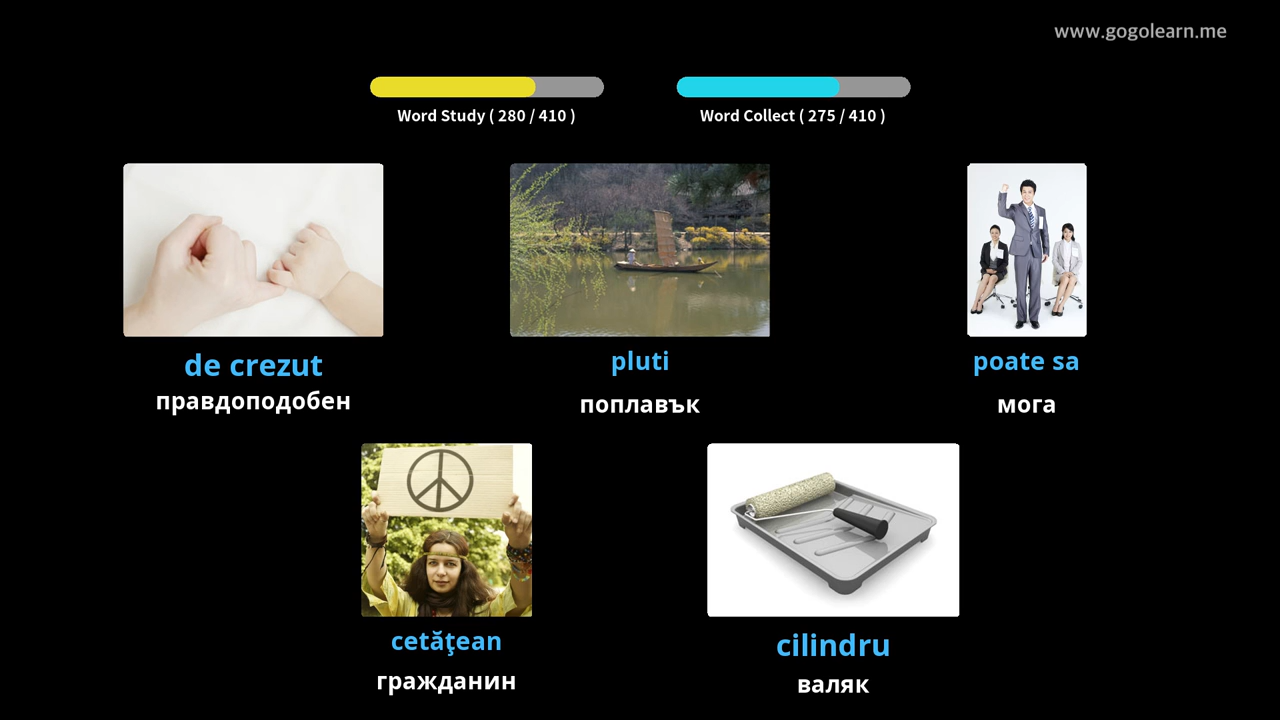 www.gogolearn.me
Word Study ( 280 / 410 )
Word Collect ( 275 / 410 )
de crezut
правдоподобен
pluti
поплавък
poate sa
мога
cetăţean
гражданин
cilindru
валяк